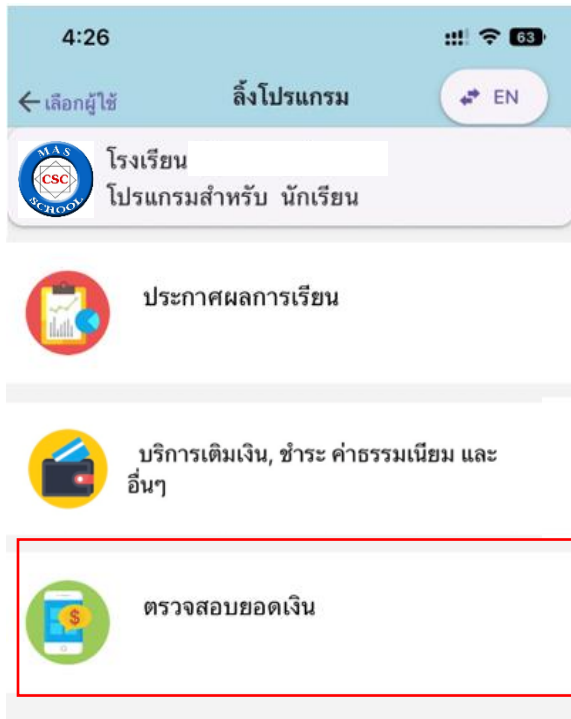 4:26
63
เลือกผู้ใช้
ลิ้งโปรแกรม
EN
MAS
CSC
SCHOOL
โรงเรียน
โปรแกรมสำหรับ นักเรียน
ประกาศผลการเรียน
บริการเติมเงิน, ชำระ ค่าธรรมเนียม และ
อื่นๆ
$
ตรวจสอบยอดเงิน